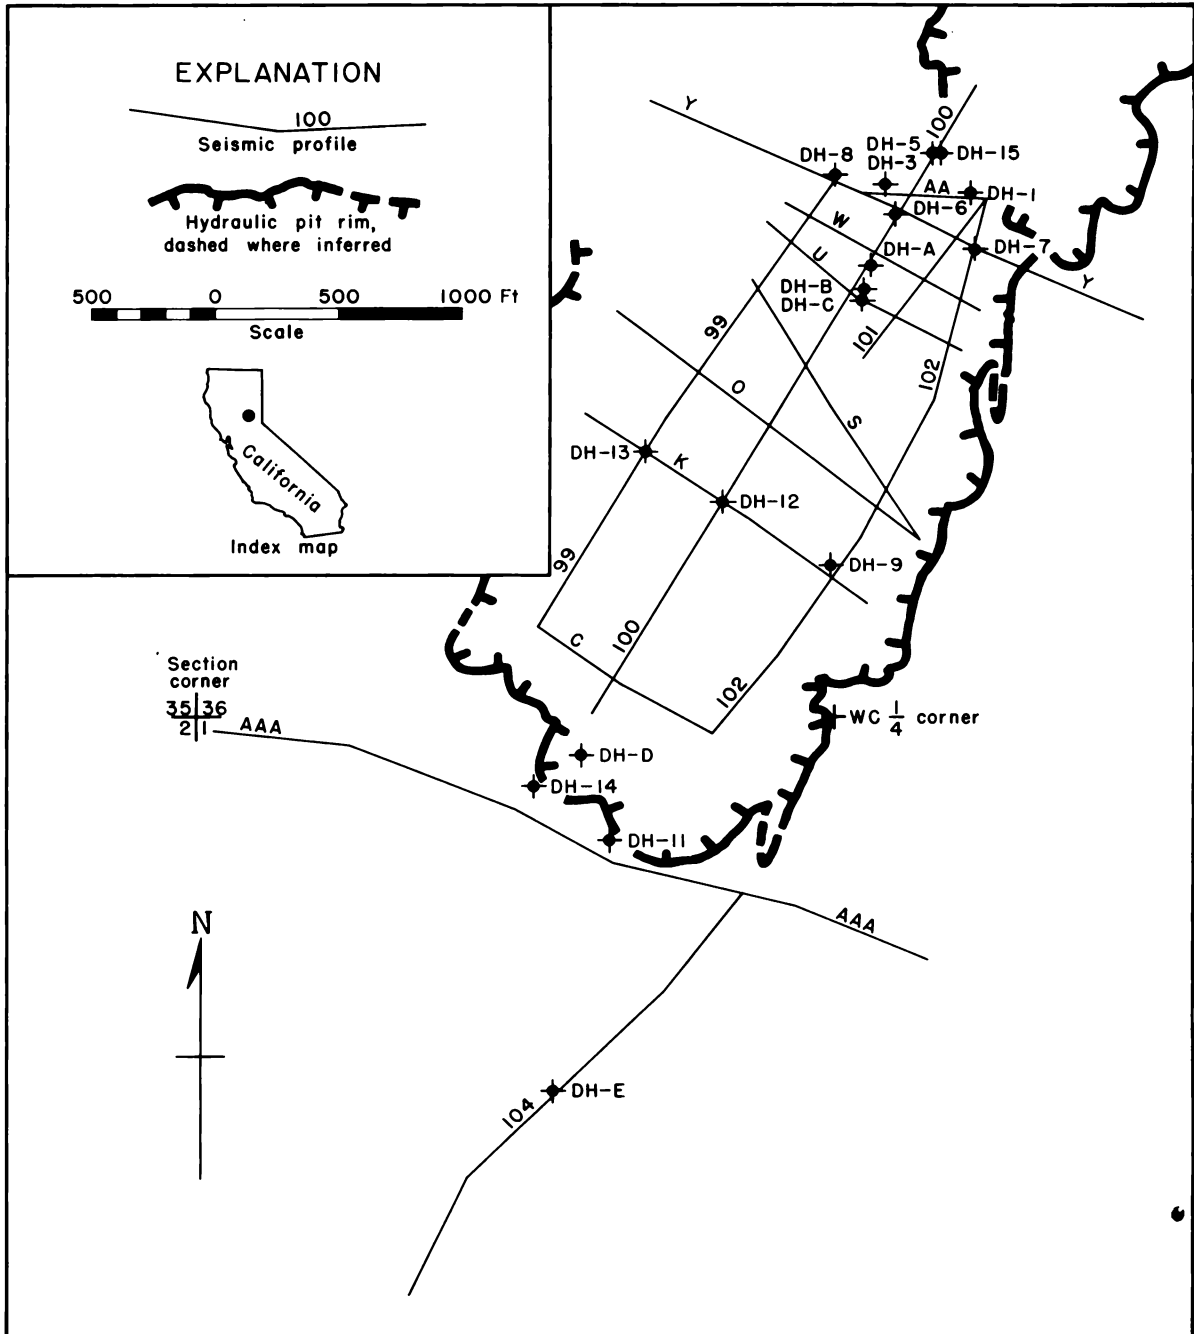 EXPLANATION
100
Seismic profile
Hydraulic pit rim,
dashed where inferred
500 0 500 1000 Ft
Scale
California
Index map
Y
100
DH-5
DH-15
DH-8
DH-3
AA
DH-1
DH-6
W
DH-7
U
DH-A
Y
DH-B
DH-C
99
101
102
O
S
DH-13
K
DH-12
99
DH-9
C
100
102
Section
corner
35 36
2 1
AAA
WC 1/4 corner
DH-D
DH-14
DH-11
AAA
N
DH-E
104